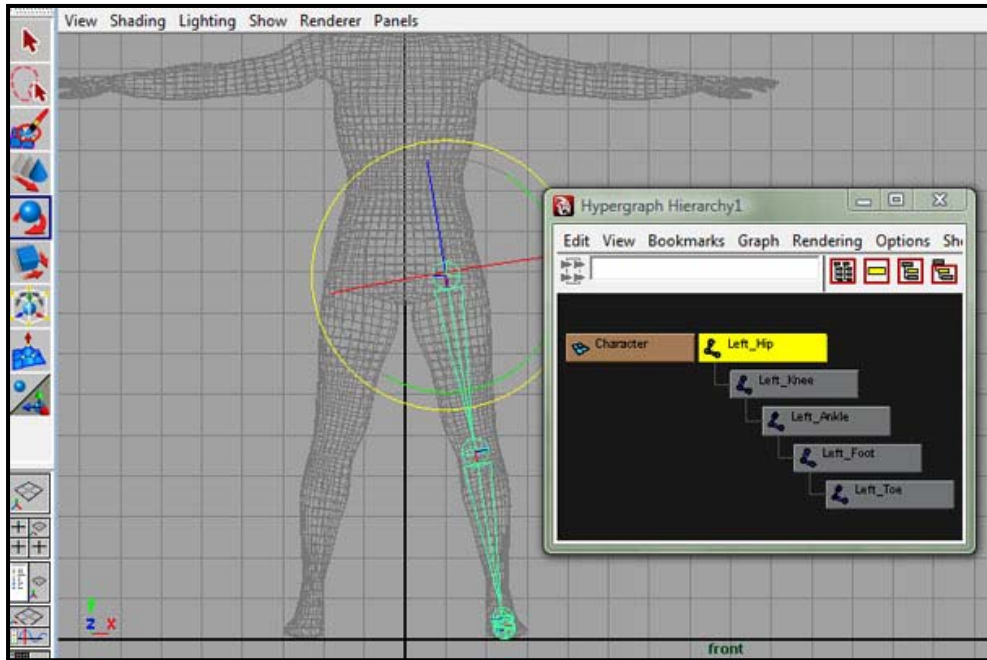 View Shading Lighting Show Renderer Panels
Hypergraph Hierarchy1
Edit View Bookmarks Graph Rendering Options Sh
Character Left_Hip
Left_Knee
Left_Ankle
Left_Foot
Left_Toe
z x
front